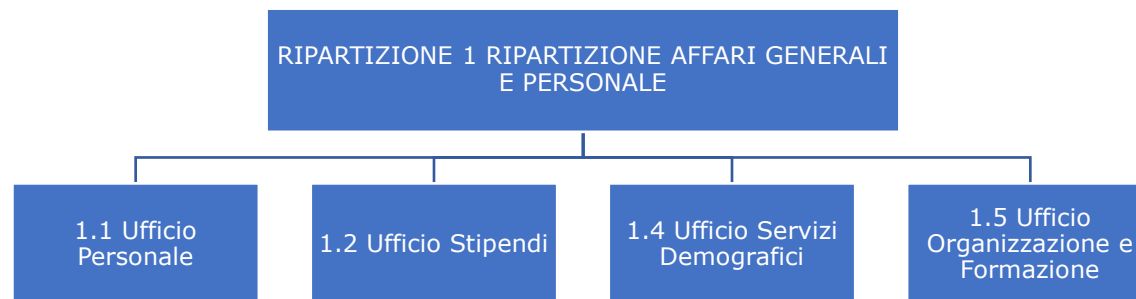 RIPARTIZIONE 1 RIPARTIZIONE AFFARI GENERALI
E PERSONALE
1.1 Ufficio
Personale
1.2 Ufficio Stipendi
1.4 Ufficio Servizi
Demografici
1.5 Ufficio
Organizzazione e
Formazione